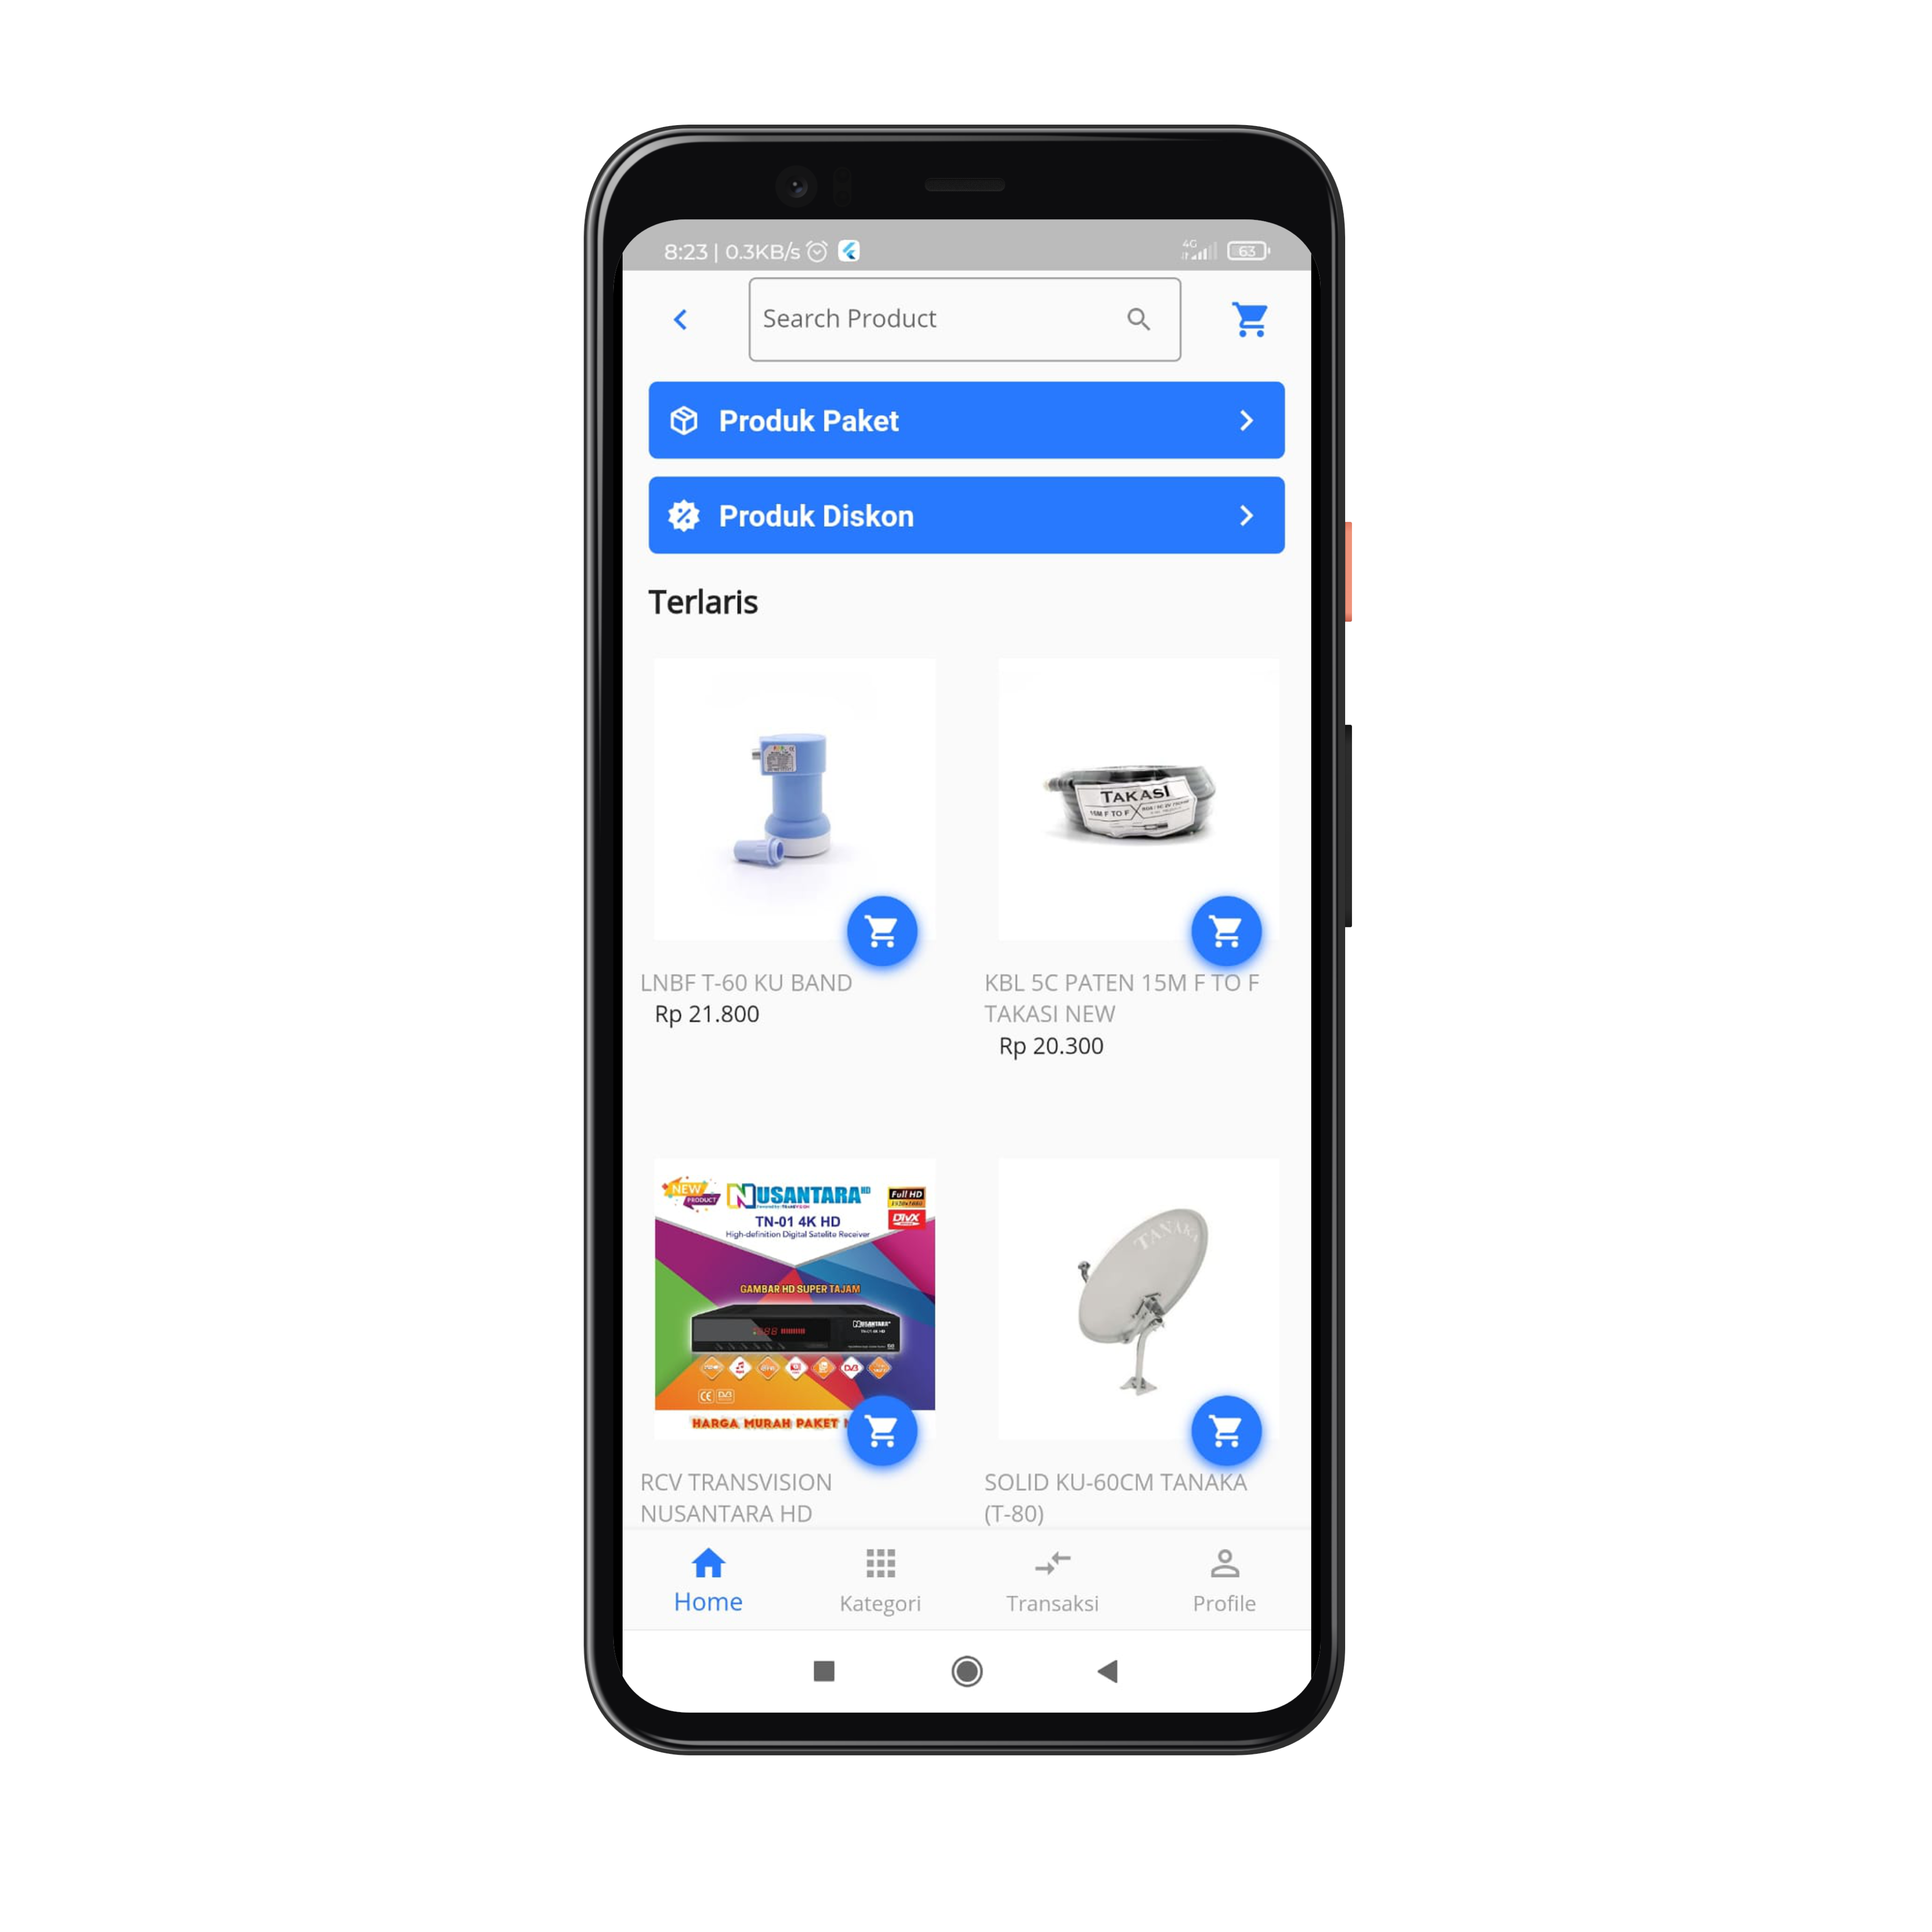 8:23 | 0.3KB/s
4G
63
Search Product
Produk Paket
Produk Diskon
Terlaris
TAKASI
15M F TO F
LNBF T-60 KU BAND
Rp 21.800
KBL 5C PATEN 15M F TO F
TAKASI NEW
Rp 20.300
NEW
PRODUCT
NUSANTARA HD
Full HD
DIVX
TN-01 4K HD
High-definition Digital Satelite Receiver
GAMBAR HD SUPER TAJAM
NUSANTARA
HARGA MURAH PAKET
TANAKA
RCV TRANSVISION
NUSANTARA HD
SOLID KU-60CM TANAKA
(T-80)
Home
Kategori
Transaksi
Profile